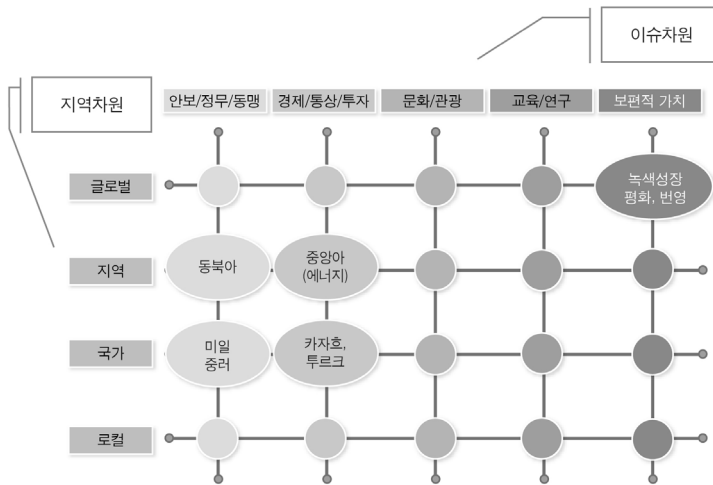 이슈차원
지역차원
안보/정무/동맹
경제/통상/투자
문화/관광
교육/연구
보편적 가치
글로벌
녹색성장
평화, 번영
지역
동북아
중앙아
(에너지)
국가
미일
중러
카자흐,
투르크
로컬